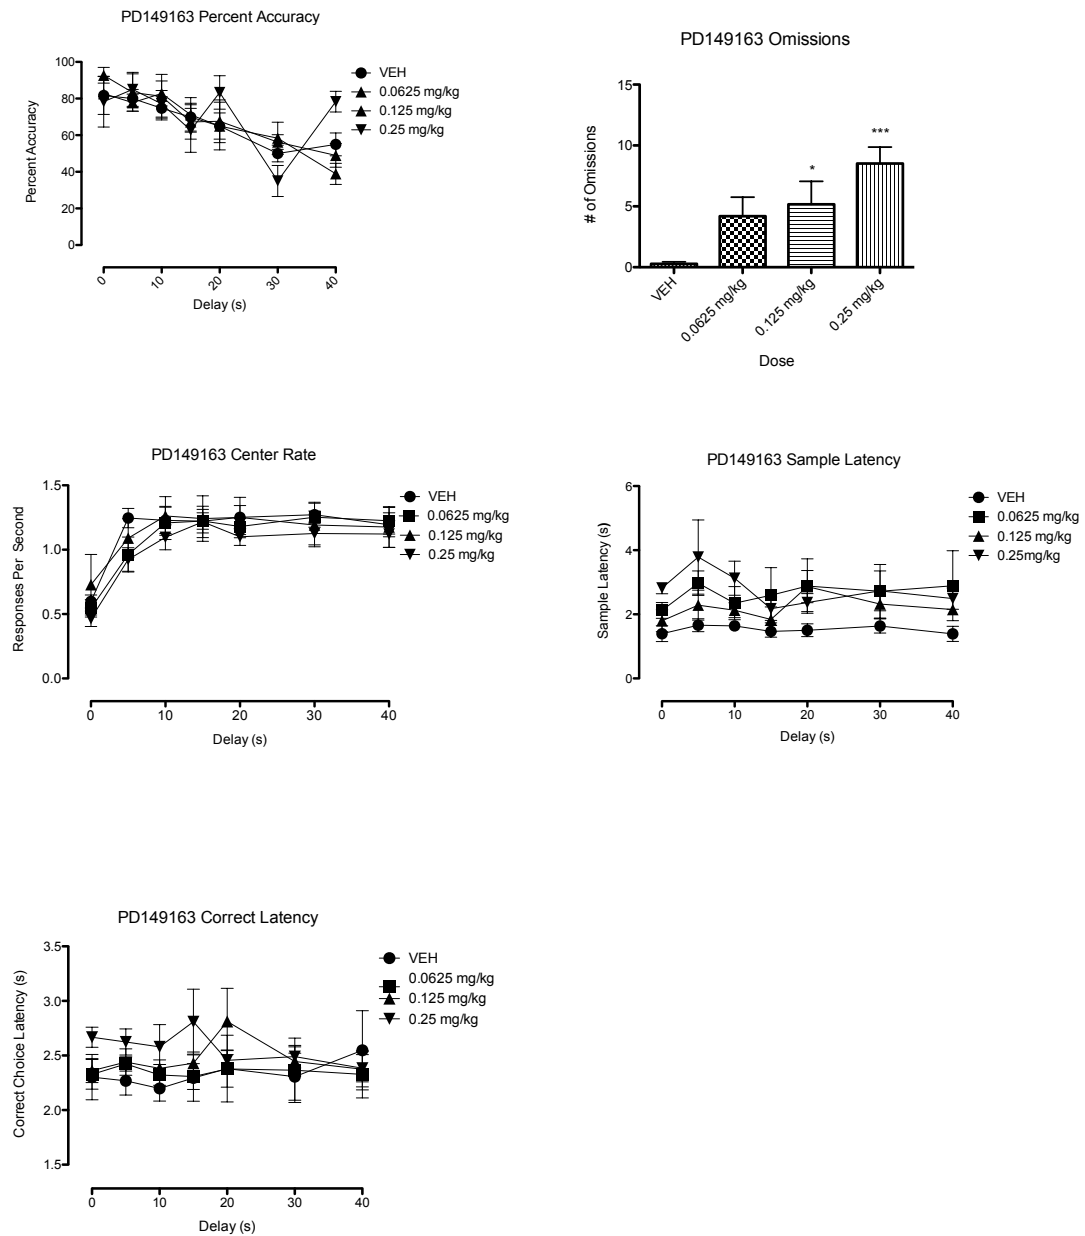 PD149163 Percent Accuracy
100
80
60
40
20
0
Percent Accuracy
0
10
20
30
40
Delay (s)
VEH
0.0625 mg/kg
0.125 mg/kg
0.25 mg/kg
PD149163 Omissions
15
10
5
0
# of Omissions
*
***
VEH
0.0625 mg/kg
0.125 mg/kg
0.25 mg/kg
Dose
PD149163 Center Rate
1.5
1.0
0.5
0.0
Responses Per Second
0
10
20
30
40
Delay (s)
VEH
0.0625 mg/kg
0.125 mg/kg
0.25 mg/kg
PD149163 Sample Latency
6
4
2
0
Sample Latency (s)
0
10
20
30
40
Delay (s)
VEH
0.0625 mg/kg
0.125 mg/kg
0.25mg/kg
PD149163 Correct Latency
3.5
3.0
2.5
2.0
1.5
Correct Choice Latency (s)
0
10
20
30
40
Delay (s)
VEH
0.0625 mg/kg
0.125 mg/kg
0.25 mg/kg